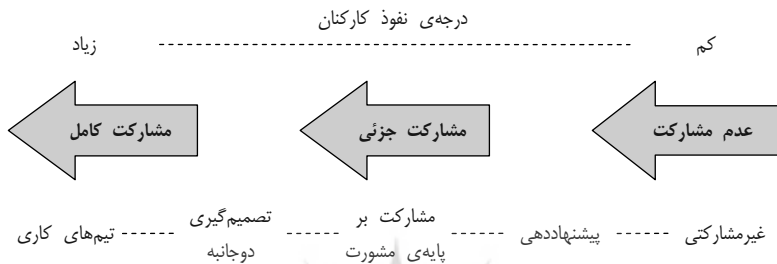 درجه‌ی نفوذ کارکنان
کم زیاد
عدم مشارکت مشارکت جزئی مشارکت کامل
غیرمشارکتی پیشنهاددهی مشارکت بر پایه‌ی مشورت تصمیم‌گیری دوجانبه تیم‌های کاری